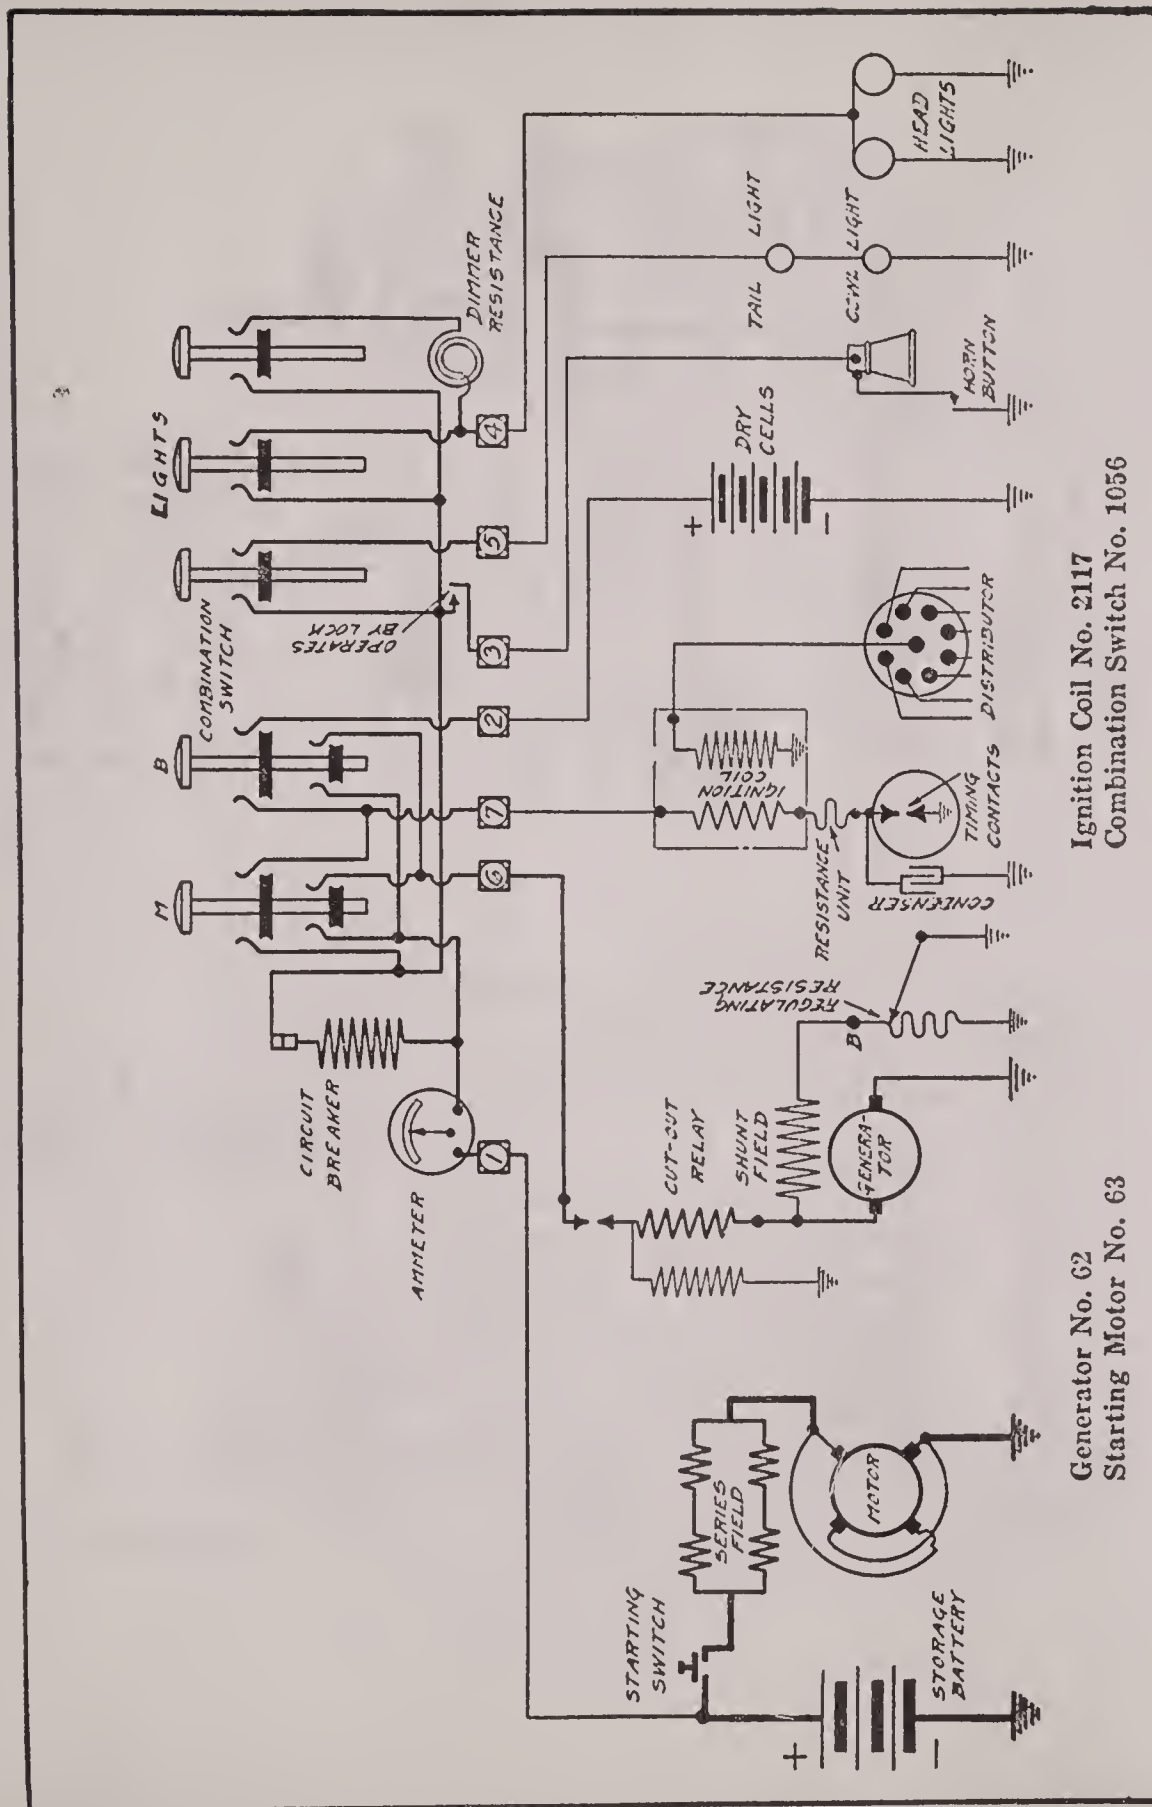 LIGHTS
COMBINATION
SWITCH
M
B
OPERATES
BY LOCK
DIMMER
RESISTANCE
CIRCUIT
BREAKER
AMMETER
1
6
7
2
3
5
4
STARTING
SWITCH
SERIES
FIELD
MOTOR
+
-
STORAGE
BATTERY
CUT-OUT
RELAY
SHUNT
FIELD
GENERA-
TOR
B
REGULATING
RESISTANCE
RESISTANCE
UNIT
CONDENSER
IGNITION
COIL
TIMING
CONTACTS
DISTRIBUTOR
+
-
DRY
CELLS
HORN
BUTTON
TAIL LIGHT
COWL LIGHT
HEAD
LIGHTS
Generator No. 62
Starting Motor No. 63
Ignition Coil No. 2117
Combination Switch No. 1056